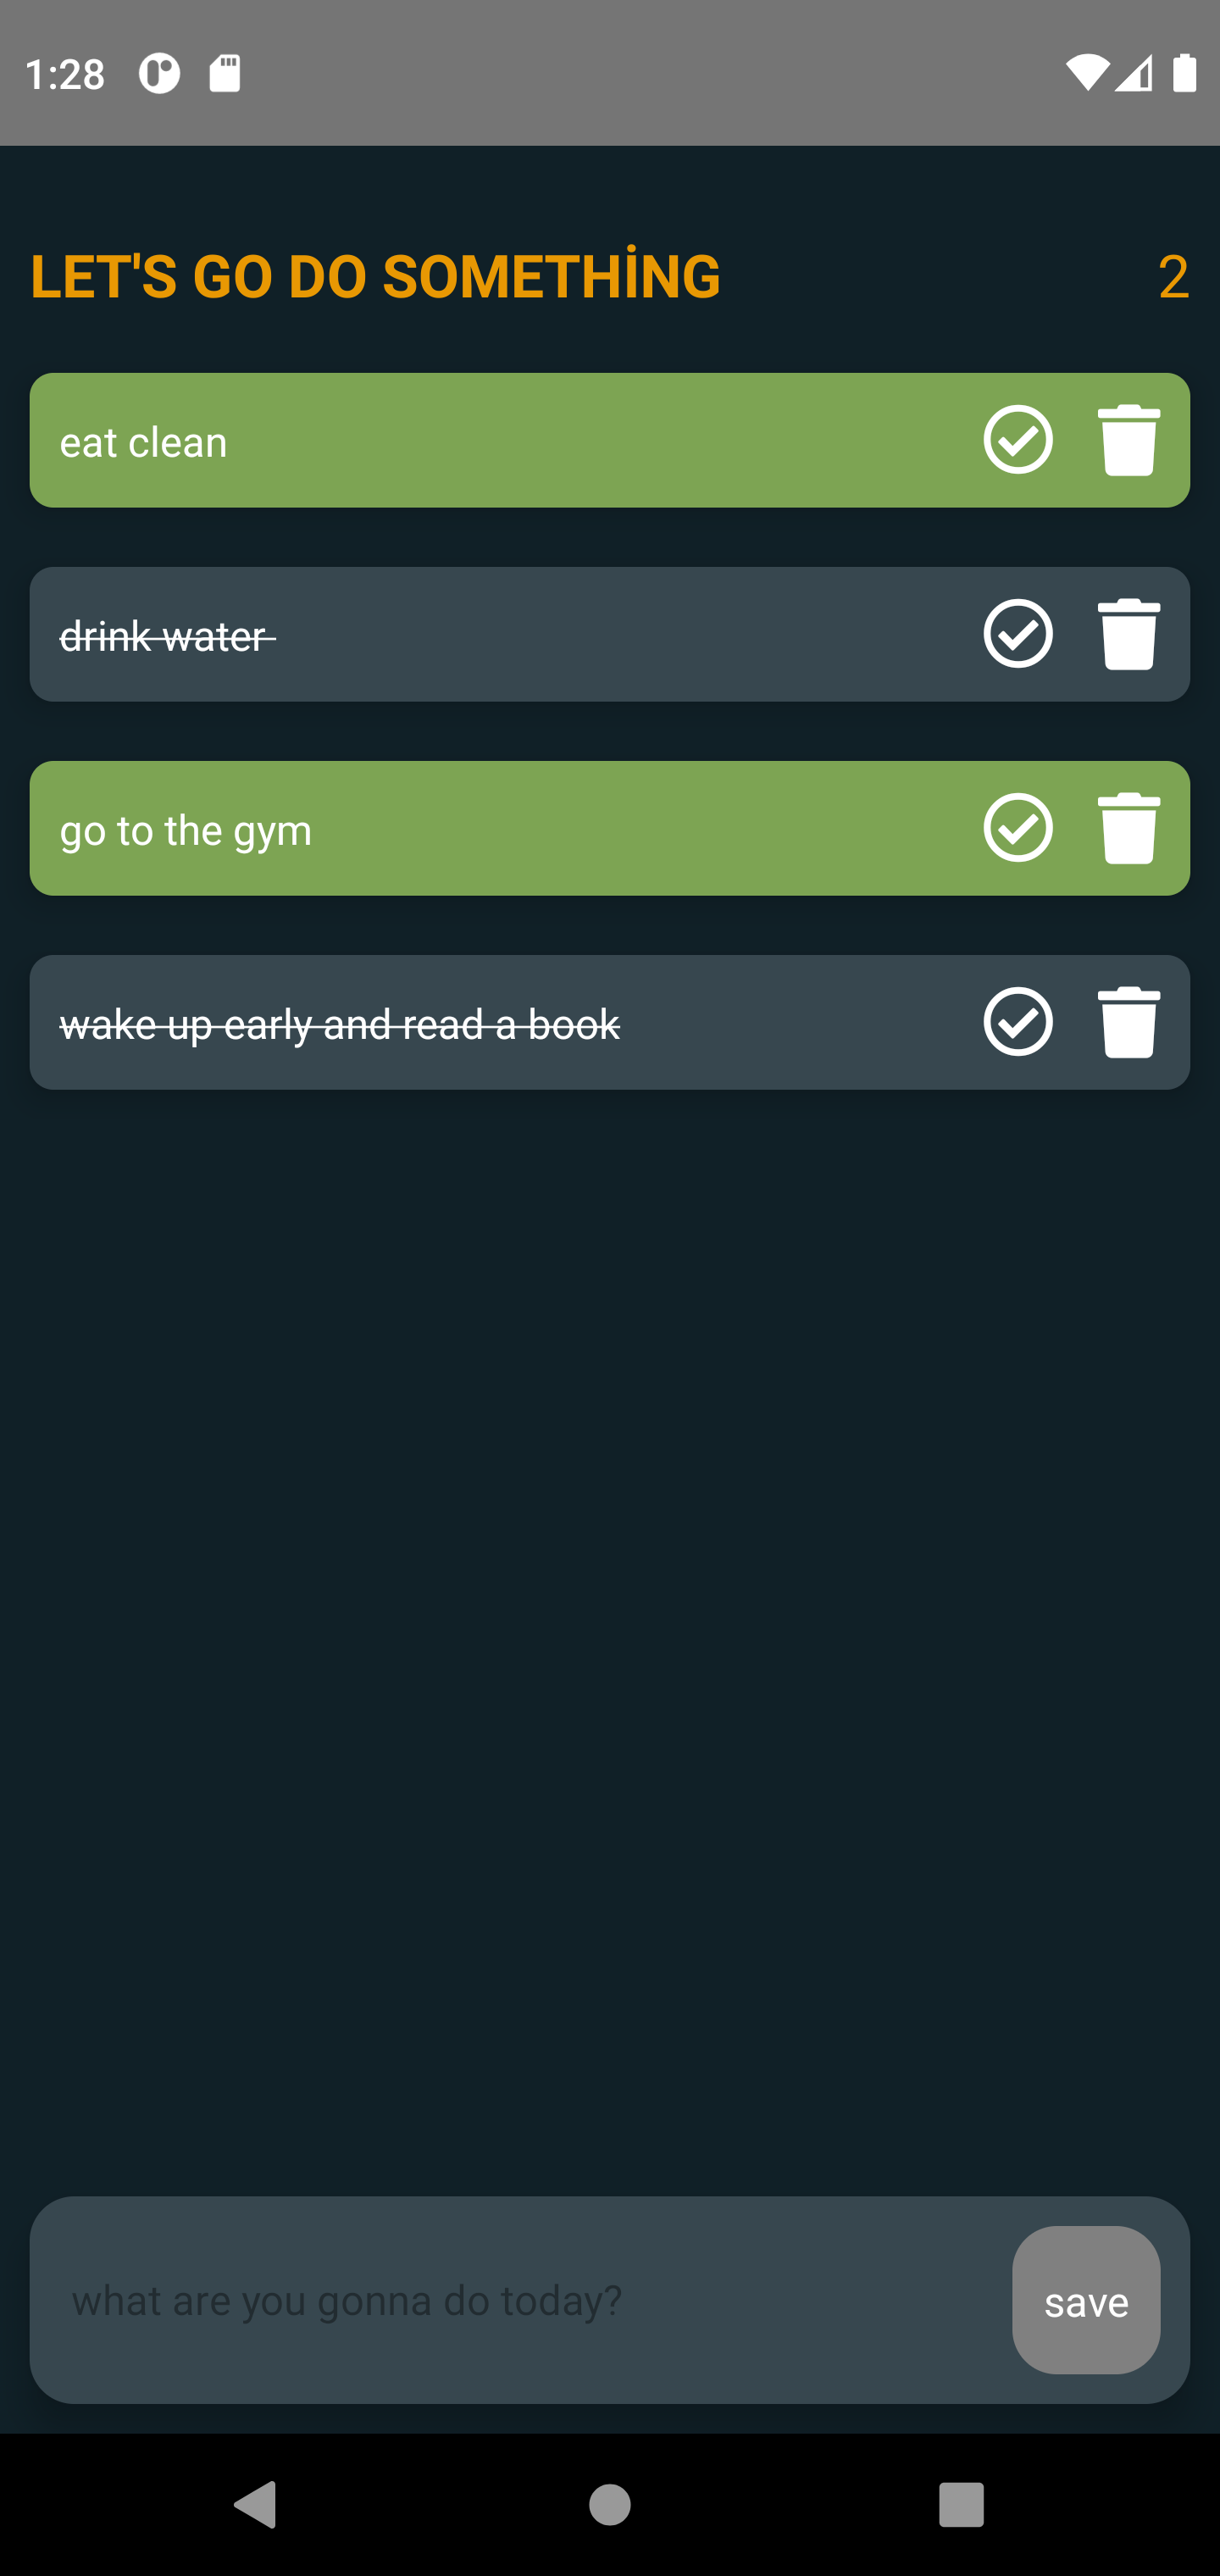 1:28
LET'S GO DO SOMETHİNG
2
eat clean
drink water
go to the gym
wake up early and read a book
what are you gonna do today?
save